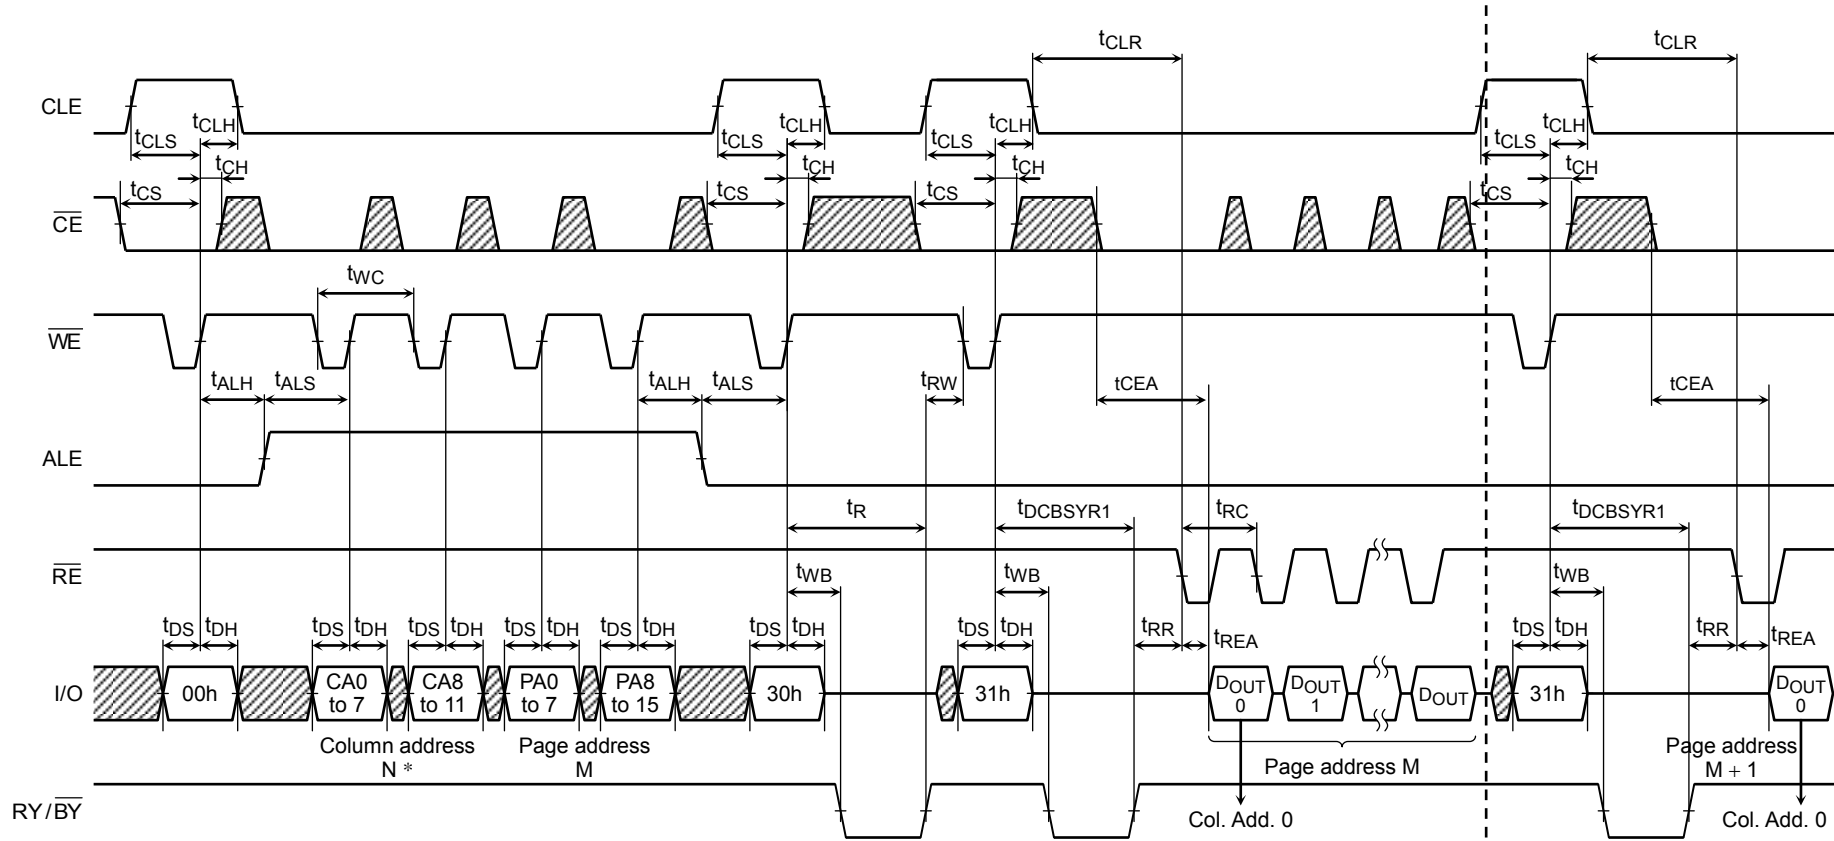 tCLR tCLR
CLE
tCLH tCLH tCLH tCLH
tCLS tCLS tCLS tCLS
tCH tCH tCH tCH
tCS tCS tCS tCS
CE
tWC
WE
tALH tALS tALH tALS tRW tCEA tCEA
ALE
tR tDCBSYR1 tRC tDCBSYR1
RE
tWB tWB tWB
tDS tDH tDS tDH tDS tDH tDS tDH tDS tDH tDS tDH tDS tDH tRR tREA tDS tDH tRR tREA
I/O
00h
CA0
to 7
CA8
to 11
PA0
to 7
PA8
to 15
30h
31h
DOUT
0
DOUT
1
DOUT
31h
DOUT
0
Column address
N *
Page address
M
Page address M
Page address
M + 1
RY/BY
Col. Add. 0
Col. Add. 0